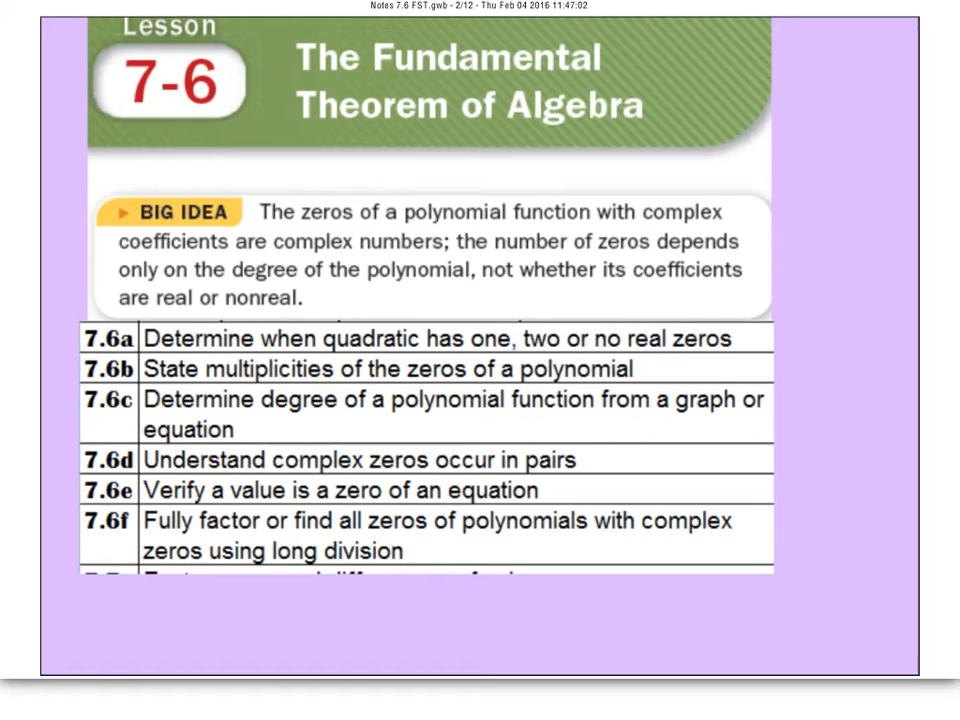 Notes 7.6 FST.gwb - 2/12 - Thu Feb 04 2016 11:47:02
Lesson
7-6
The Fundamental
Theorem of Algebra
BIG IDEA The zeros of a polynomial function with complex
coefficients are complex numbers; the number of zeros depends
only on the degree of the polynomial, not whether its coefficients
are real or nonreal.
7.6a Determine when quadratic has one, two or no real zeros
7.6b State multiplicities of the zeros of a polynomial
7.6c Determine degree of a polynomial function from a graph or
equation
7.6d Understand complex zeros occur in pairs
7.6e Verify a value is a zero of an equation
7.6f Fully factor or find all zeros of polynomials with complex
zeros using long division